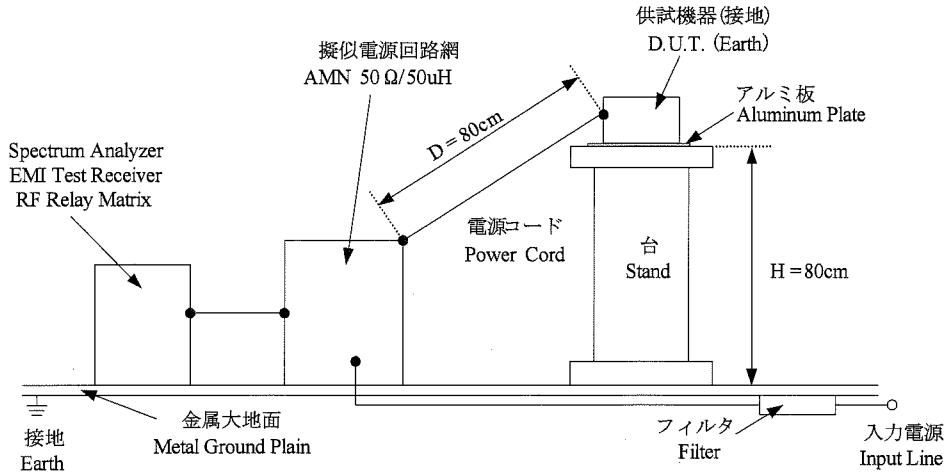 供試機器(接地)
D.U.T. (Earth)
擬似電源回路網
AMN 50 Ω/50uH
アルミ板
Aluminum Plate
D = 80cm
Spectrum Analyzer
EMI Test Receiver
RF Relay Matrix
電源コード
Power Cord
台
Stand
H = 80cm
金属大地面
Metal Ground Plain
接地
Earth
フィルタ
Filter
入力電源
Input Line